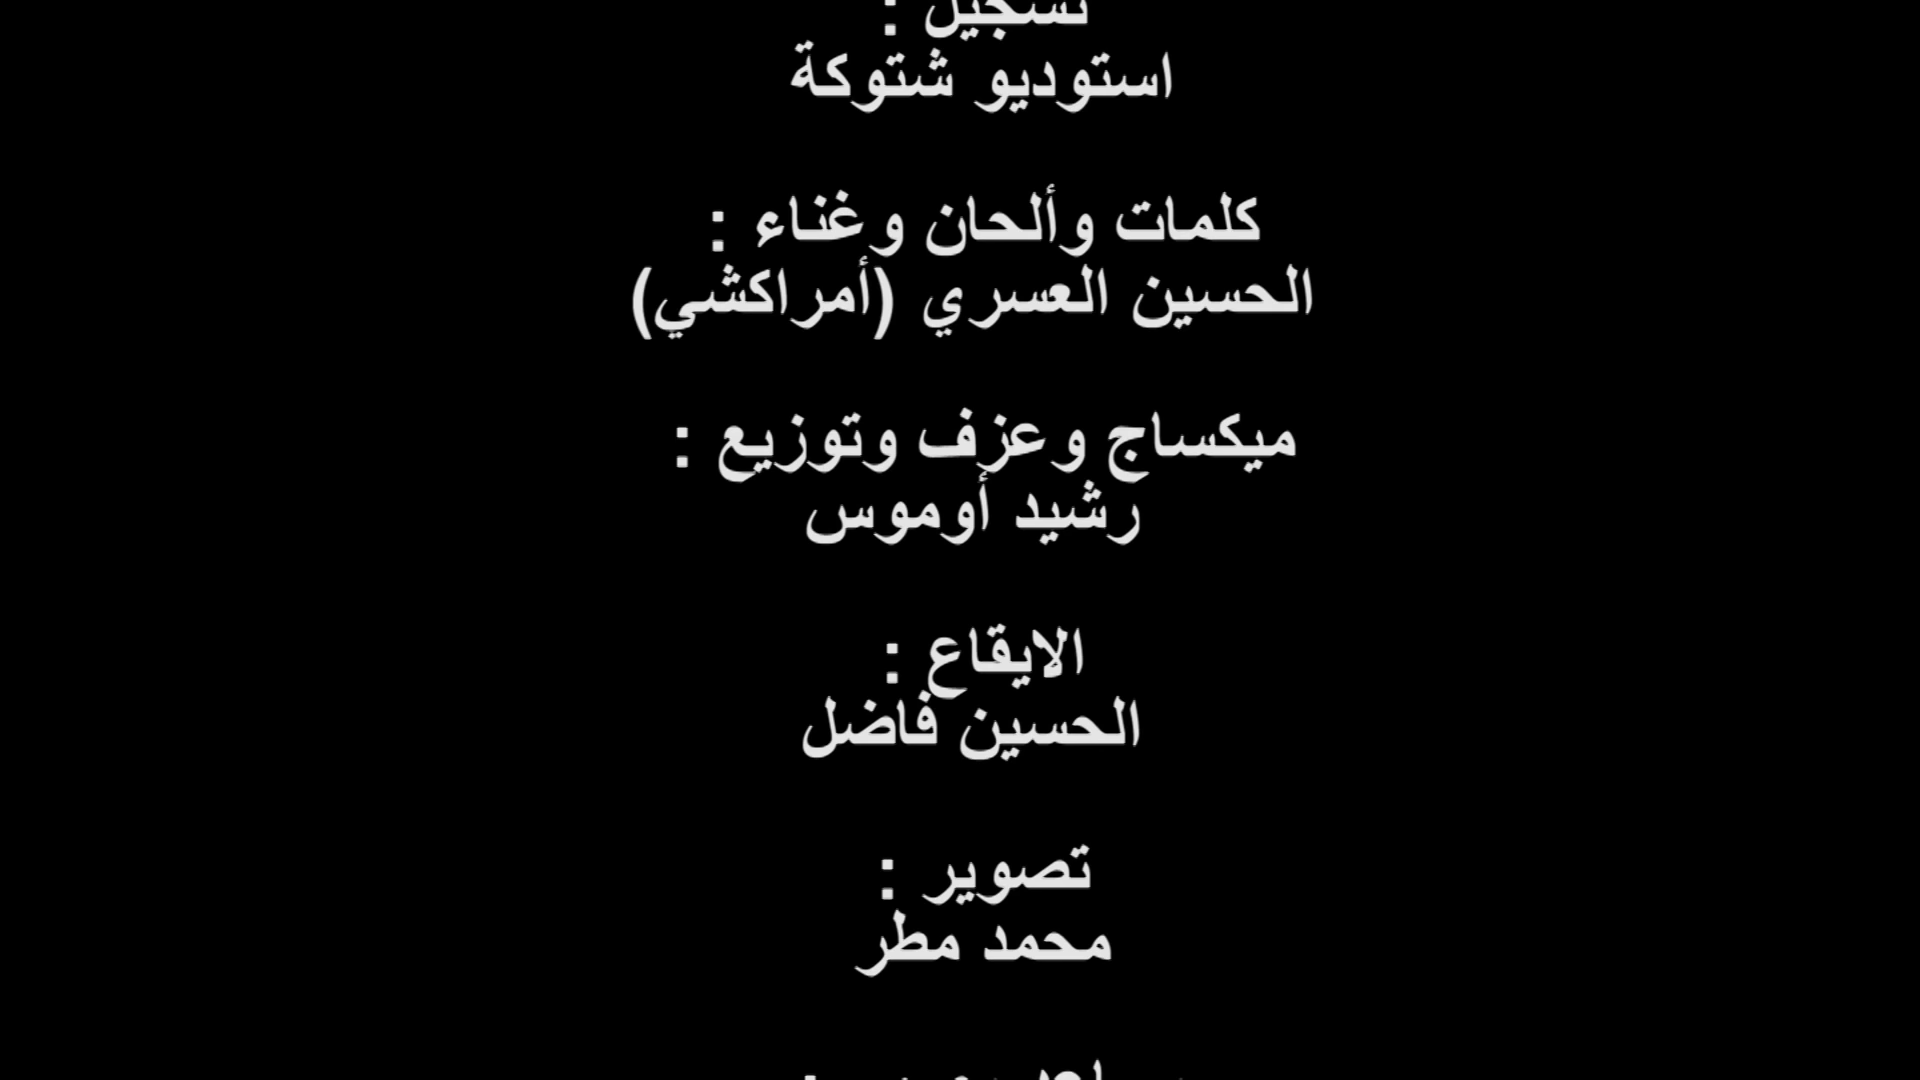 تسجيل :
استوديو شتوكة
كلمات وألحان وغناء :
الحسين العسري (أمراكشي)
ميكساج وعزف وتوزيع :
رشيد أوموس
الايقاع :
الحسين فاضل
تصوير :
محمد مطر